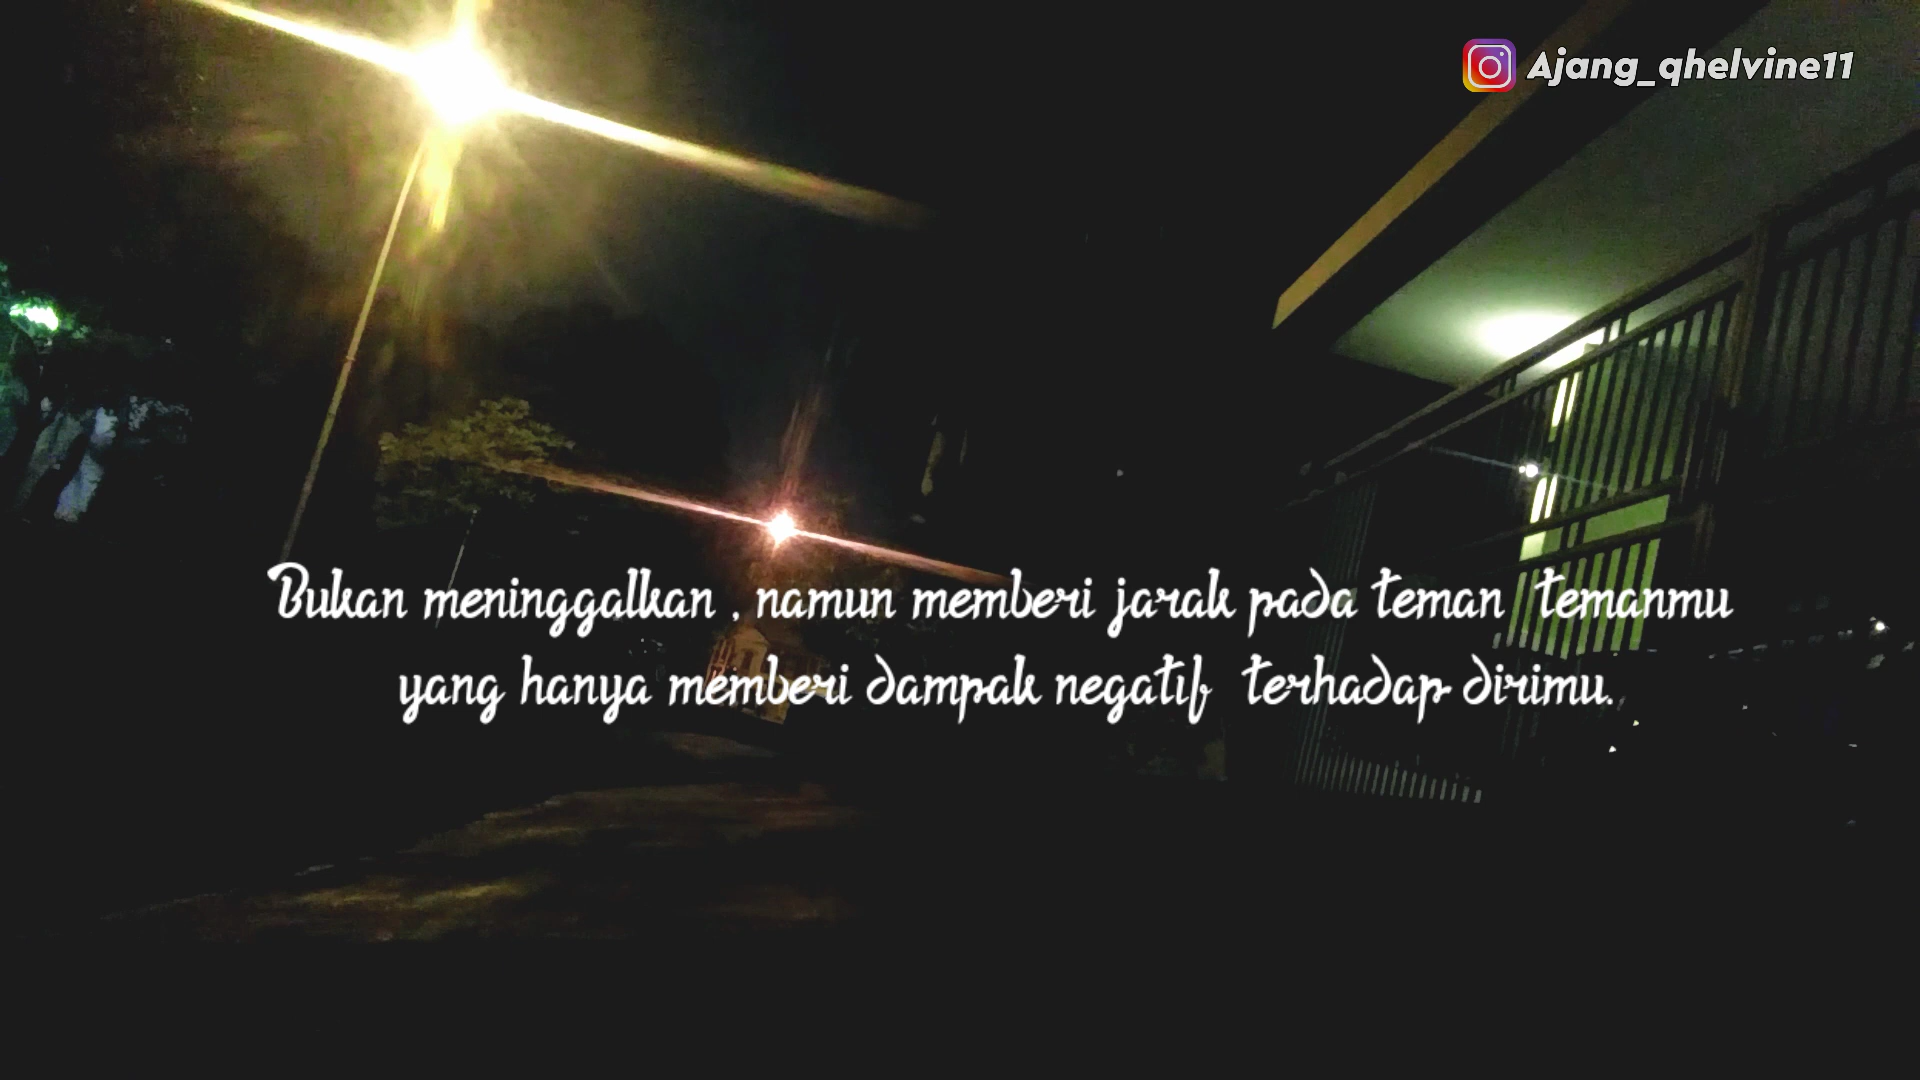 Ajang_qhelvine11
Bukan meninggalkan , namun memberi jarak pada teman temanmu
yang hanya memberi dampak negatif terhadap dirimu.